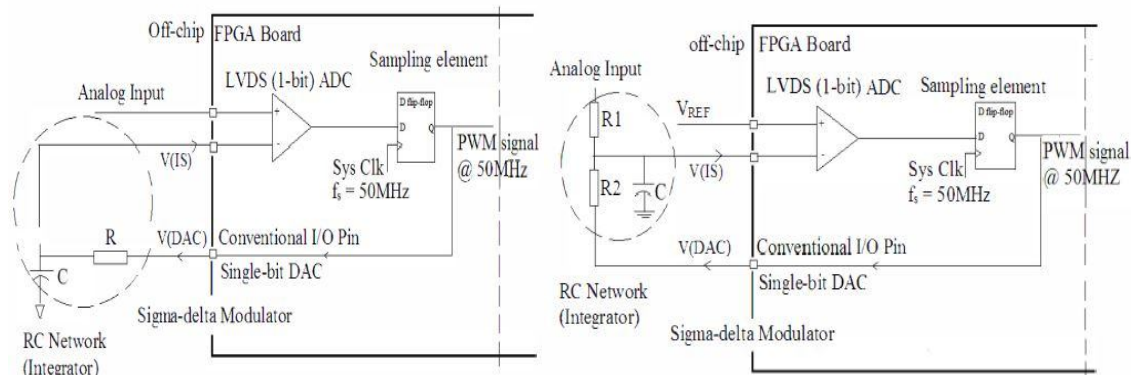 Off-chip
FPGA Board
Sampling element
LVDS (1-bit) ADC
Analog Input
+
-
D flip-flop
D
Q
V(IS)
Sys Clk
fs = 50MHz
PWM signal
@ 50MHz
R
V(DAC)
Conventional I/O Pin
Single-bit DAC
C
Sigma-delta Modulator
RC Network
(Integrator)
off-chip
FPGA Board
Analog Input
LVDS (1-bit) ADC
Sampling element
R1
VREF
+
-
D flip-flop
D
Q
V(IS)
R2
C
Sys Clk
fs = 50MHz
PWM signal
@ 50MHZ
V(DAC)
Conventional I/O Pin
Single-bit DAC
RC Network
(Integrator)
Sigma-delta Modulator